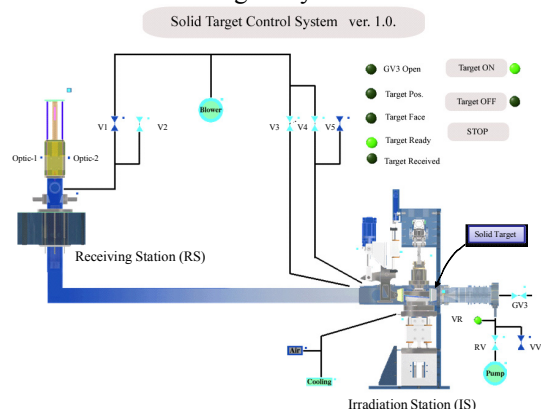 Solid Target Control System ver. 1.0.
GV3 Open
Target ON
Target Pos.
Target OFF
Target Face
STOP
Target Ready
Target Received
Blower
V1
V2
V3
V4
V5
Optic-1
Optic-2
Receiving Station (RS)
Solid Target
GV3
VR
RV
VV
Air
Cooling
Pump
Irradiation Station (IS)